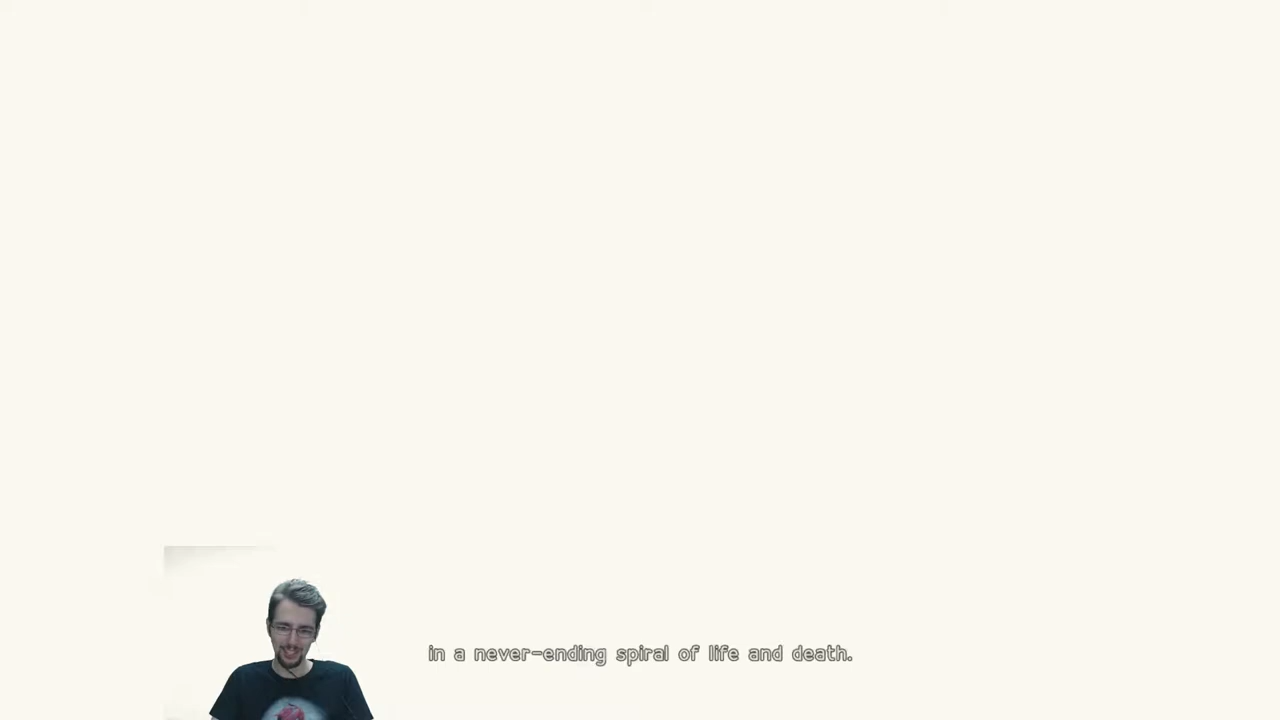 in a never-ending spiral of life and death.